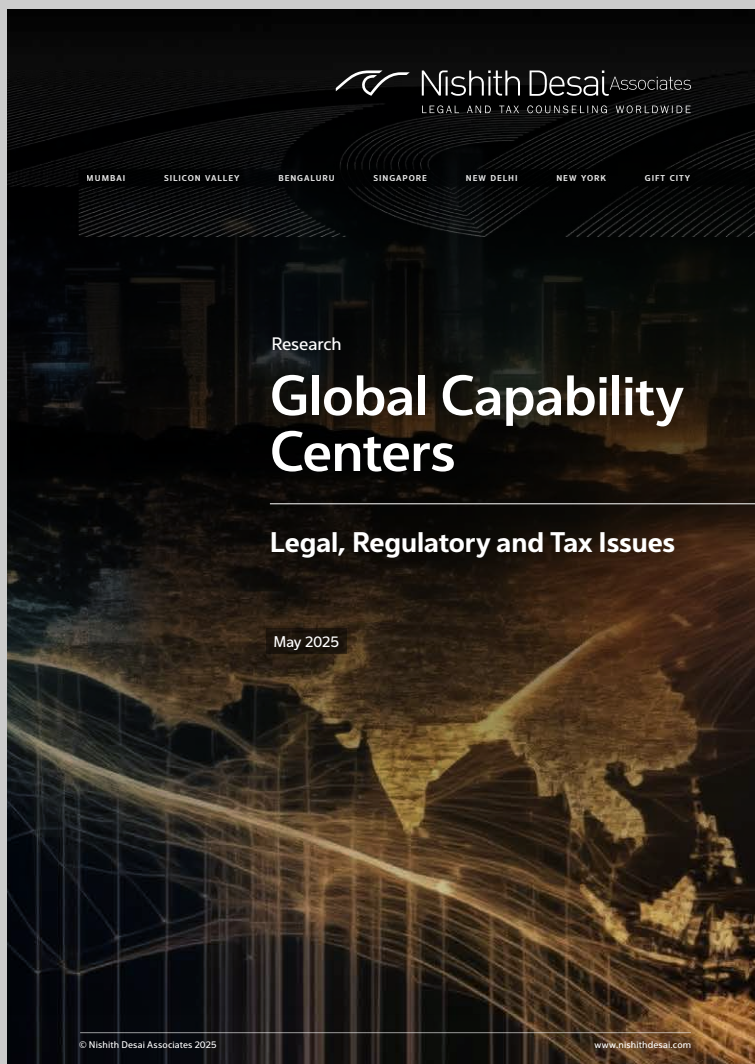 Nishith Desai Associates
LEGAL AND TAX COUNSELING WORLDWIDE
MUMBAI SILICON VALLEY BENGALURU SINGAPORE NEW DELHI NEW YORK GIFT CITY
Research
Global Capability
Centers
Legal, Regulatory and Tax Issues
May 2025
© Nishith Desai Associates 2025 www.nishithdesai.com